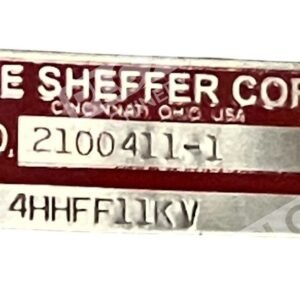 E SHEFFER COR
CINCINNATI OHIO USA
O. 2100411-1
4HHFF11KV